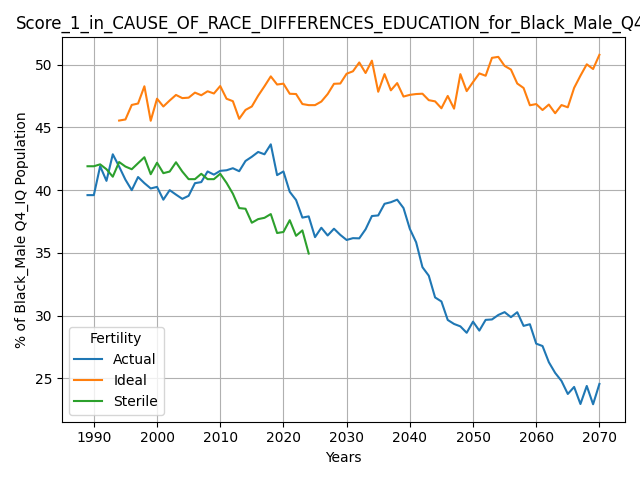 Score_1_in_CAUSE_OF_RACE_DIFFERENCES_EDUCATION_for_Black_Male_Q4
% of Black_Male Q4_IQ Population
50
45
40
35
30
25
Fertility
Actual
Ideal
Sterile
1990 2000 2010 2020 2030 2040 2050 2060 2070
Years